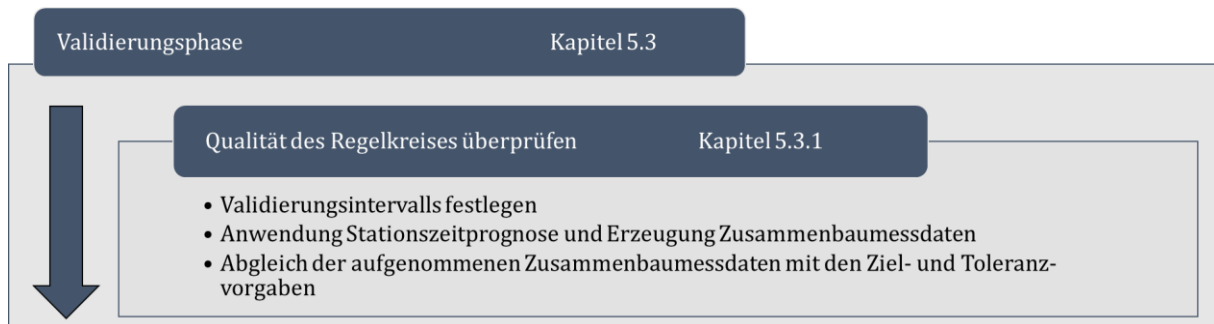 Validierungsphase Kapitel 5.3
Qualität des Regelkreises überprüfen Kapitel 5.3.1
• Validierungsintervalls festlegen
• Anwendung Stationszeitprognose und Erzeugung Zusammenbaumessdaten
• Abgleich der aufgenommenen Zusammenbaumessdaten mit den Ziel- und Toleranz-
vorgaben